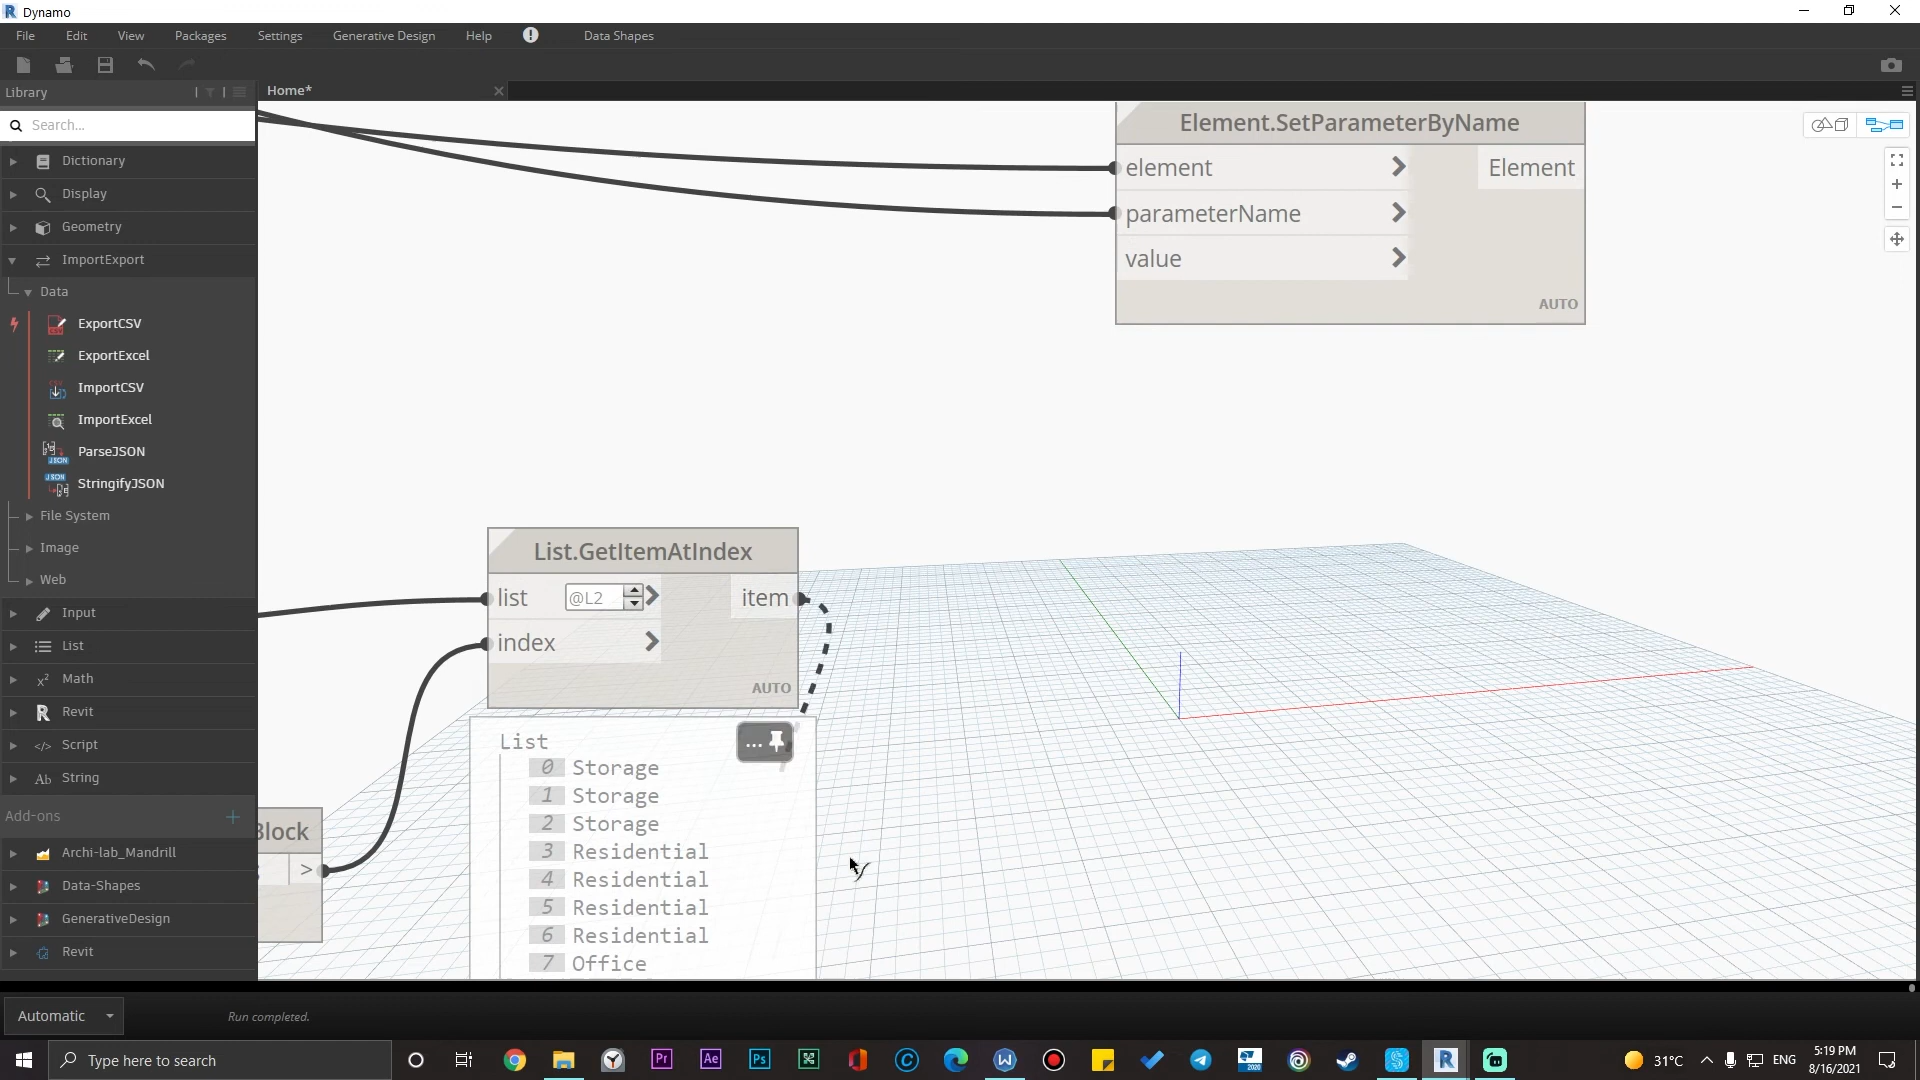 Dynamo
File Edit View Packages Settings Generative Design Help Data Shapes
Library
Home*
Search...
Dictionary
Display
Geometry
ImportExport
Data
ExportCSV
ExportExcel
ImportCSV
ImportExcel
ParseJSON
StringifyJSON
File System
Image
Web
Input
List
Math
Revit
Script
String
Add-ons
Archi-lab_Mandrill
Data-Shapes
GenerativeDesign
Revit
Element.SetParameterByName
element > Element
parameterName >
value >
AUTO
List.GetItemAtIndex
list @L2 > item
index >
AUTO
Block
>
List
0 Storage
1 Storage
2 Storage
3 Residential
4 Residential
5 Residential
6 Residential
7 Office
Automatic
Run completed.
Type here to search
31°C
ENG
5:19 PM
8/16/2021